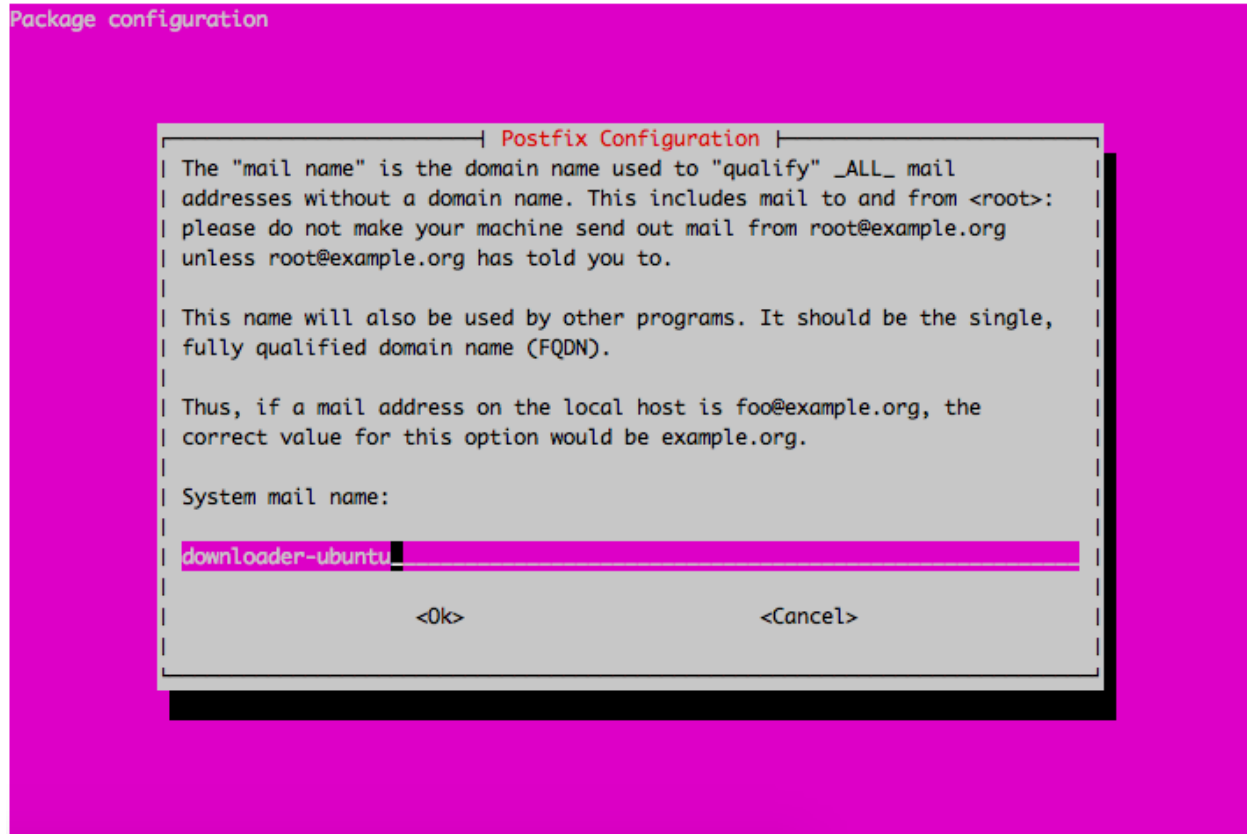 Package configuration
Postfix Configuration
The "mail name" is the domain name used to "qualify" _ALL_ mail
addresses without a domain name. This includes mail to and from <root>:
please do not make your machine send out mail from root@example.org
unless root@example.org has told you to.
This name will also be used by other programs. It should be the single,
fully qualified domain name (FQDN).
Thus, if a mail address on the local host is foo@example.org, the
correct value for this option would be example.org.
System mail name:
downloader-ubuntu
<Ok> <Cancel>